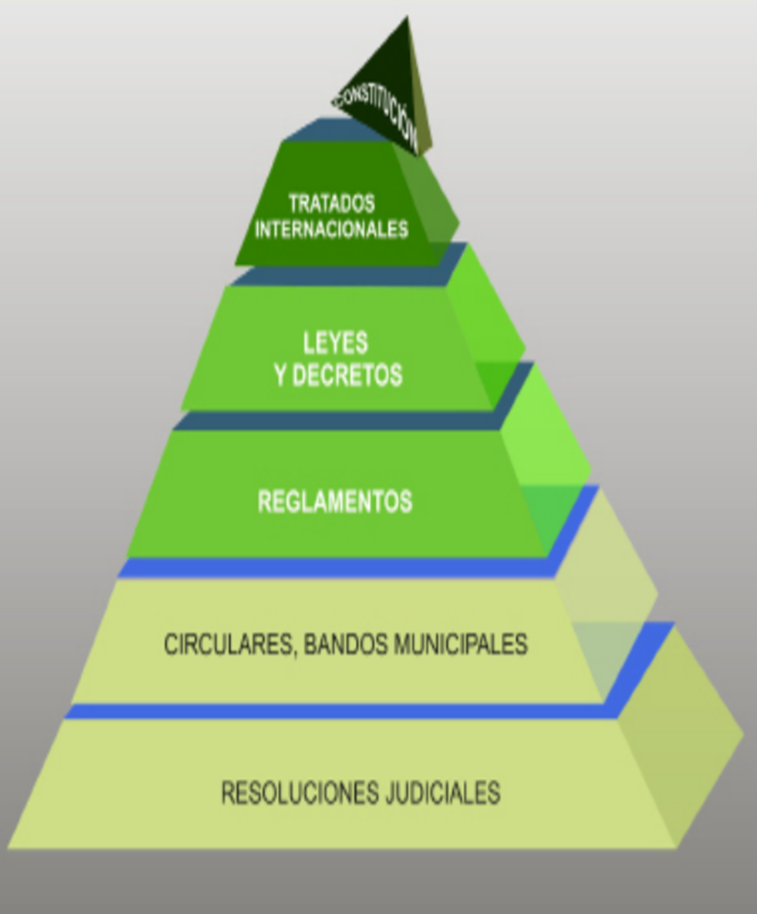 CONSTITUCIÓN
TRATADOS
INTERNACIONALES
LEYES
Y DECRETOS
REGLAMENTOS
CIRCULARES, BANDOS MUNICIPALES
RESOLUCIONES JUDICIALES